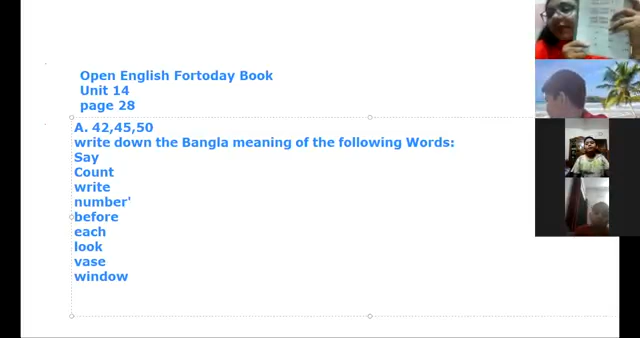 Open English Fortoday Book
Unit 14
page 28
A. 42,45,50
write down the Bangla meaning of the following Words:
Say
Count
write
number'
before
each
look
vase
window